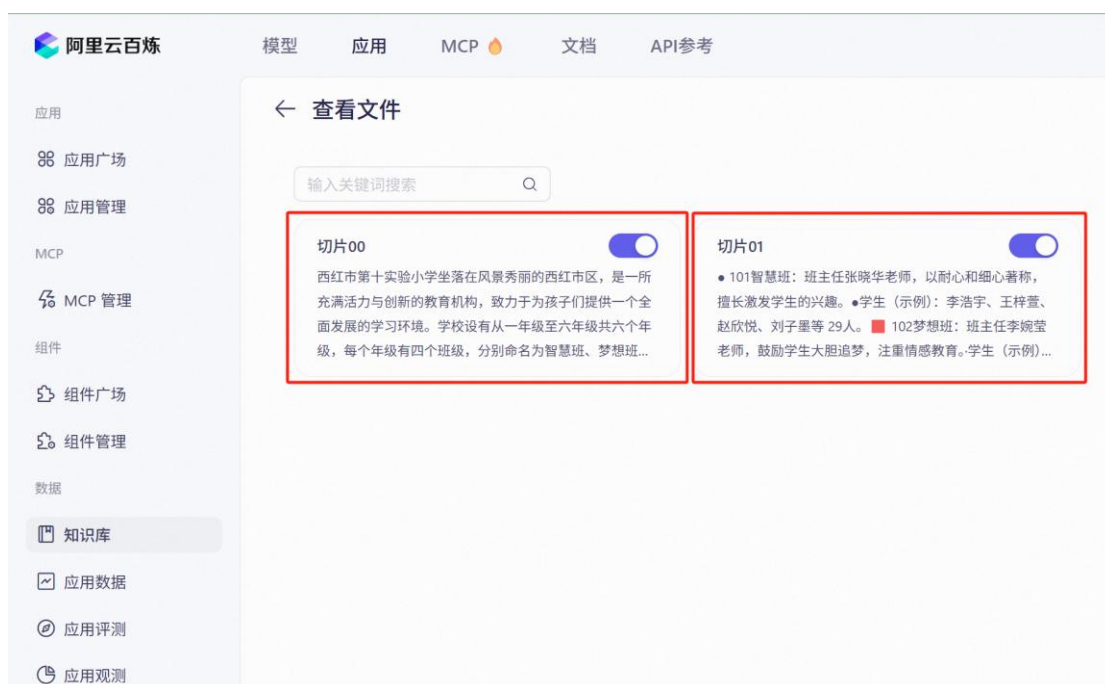 阿里云百炼
模型 应用 MCP 文档 API参考
应用
应用广场
应用管理
MCP
MCP 管理
组件
组件广场
组件管理
数据
知识库
应用数据
应用评测
应用观测
查看文件
输入关键词搜索
切片00
西红市第十实验小学坐落在风景秀丽的西红市区，是一所
充满活力与创新的教育机构，致力于为孩子们提供一个全
面发展的学习环境。学校设有从一年级至六年级共六个年
级，每个年级有四个班级，分别命名为智慧班、梦想班...
切片01
● 101智慧班：班主任张晓华老师，以耐心和细心著称，
擅长激发学生的兴趣。●学生（示例）：李浩宇、王梓萱、
赵欣悦、刘子墨等 29人。 102梦想班：班主任李婉莹
老师，鼓励学生大胆追梦，注重情感教育。·学生（示例）...